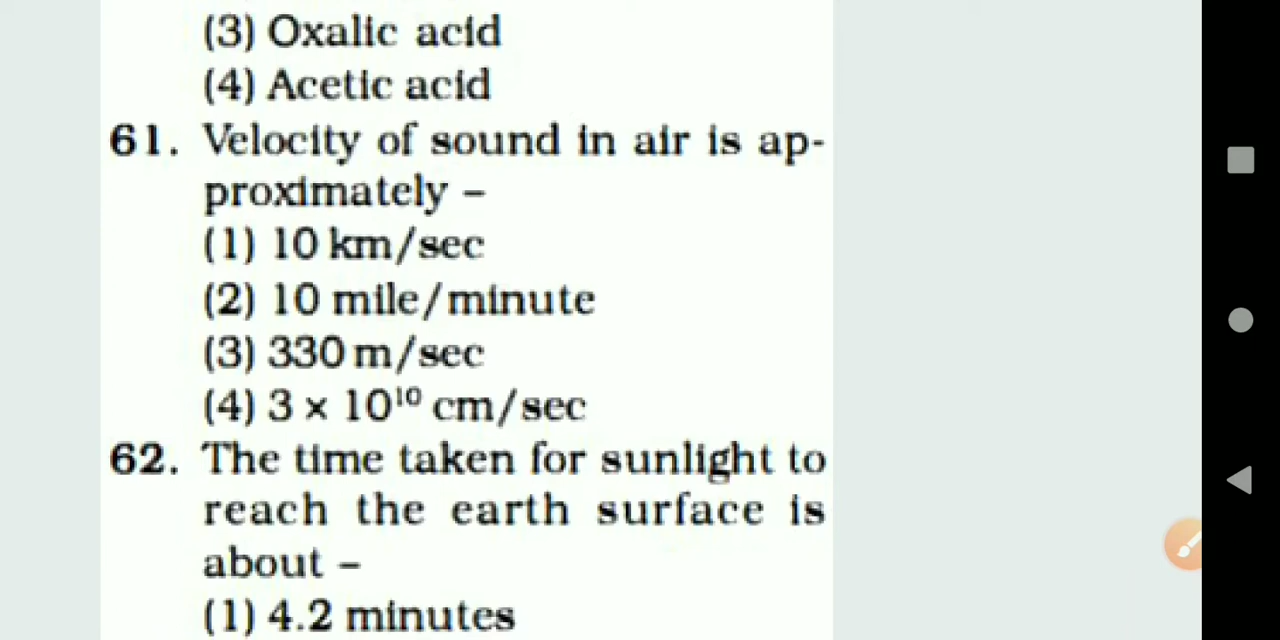 (3) Oxalic acid
(4) Acetic acid
61. Velocity of sound in air is ap-
proximately –
(1) 10 km/sec
(2) 10 mile/minute
(3) 330 m/sec
(4) 3 × 10¹⁰ cm/sec
62. The time taken for sunlight to
reach the earth surface is
about –
(1) 4.2 minutes